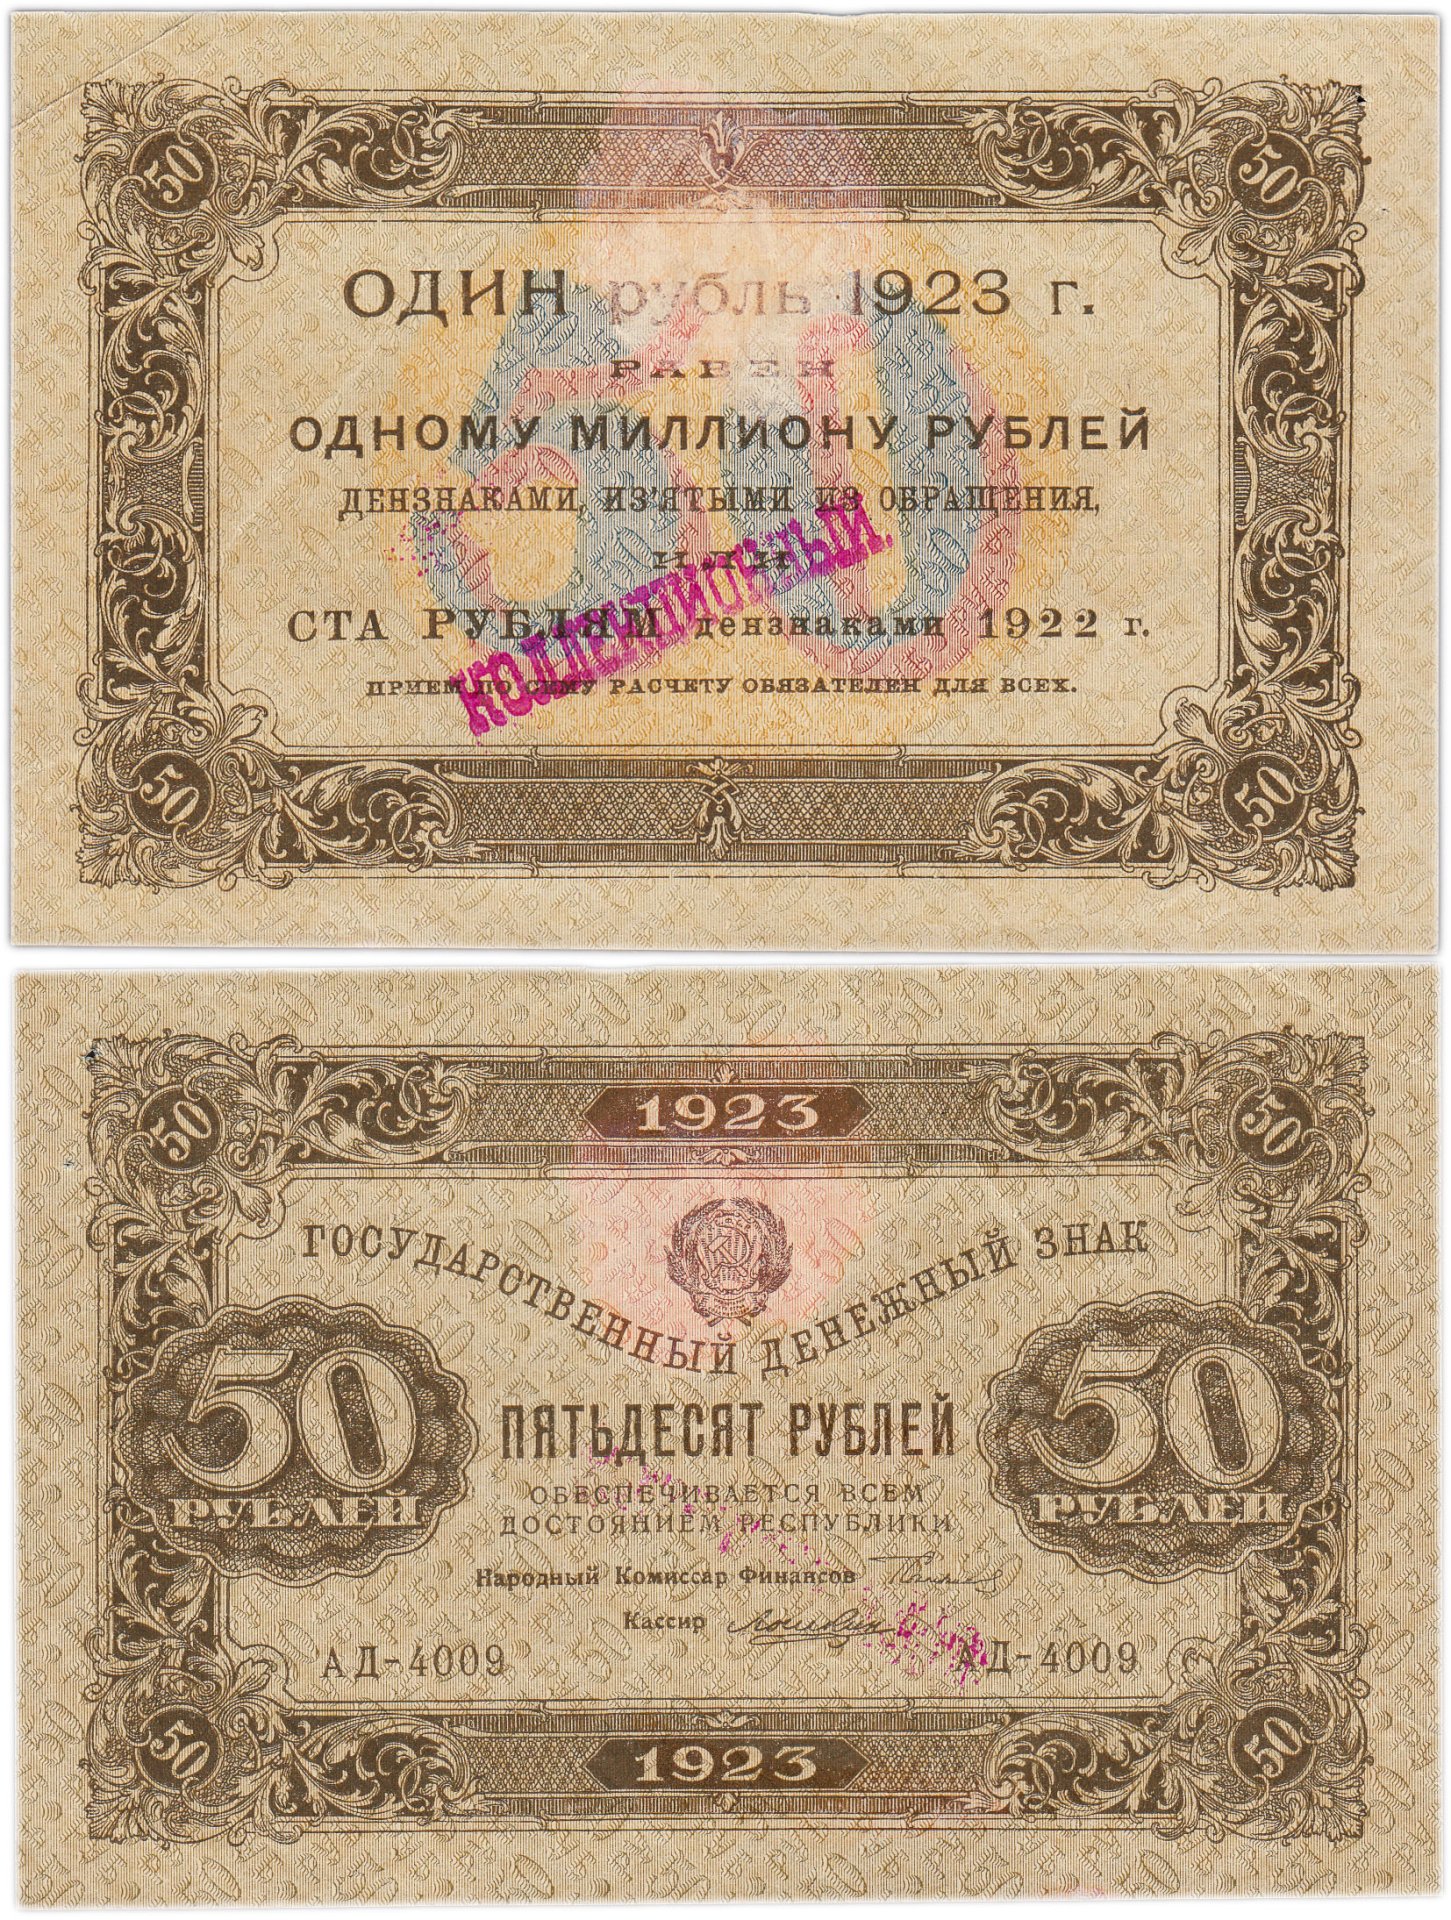 50 50
ОДИН рубль 1923 г.
РАВЕН
ОДНОМУ МИЛЛИОНУ РУБЛЕЙ
ДЕНЗНАКАМИ, ИЗ'ЯТЫМИ ИЗ ОБРАЩЕНИЯ,
ИЛИ
СТА РУБЛЯМ дензнаками 1922 г.
ПРИЕМ ПО СЕМУ РАСЧЕТУ ОБЯЗАТЕЛЕН ДЛЯ ВСЕХ.
50
КОЛЛЕКЦИОННЫЙ.
50 50
50 1923 50
ГОСУДАРСТВЕННЫЙ ДЕНЕЖНЫЙ ЗНАК
50 РУБЛЕЙ
50 РУБЛЕЙ
ПЯТЬДЕСЯТ РУБЛЕЙ
ОБЕСПЕЧИВАЕТСЯ ВСЕМ
ДОСТОЯНИЕМ РЕСПУБЛИКИ
Народный Комиссар Финансов
Кассир
АД-4009 АД-4009
50 1923 50